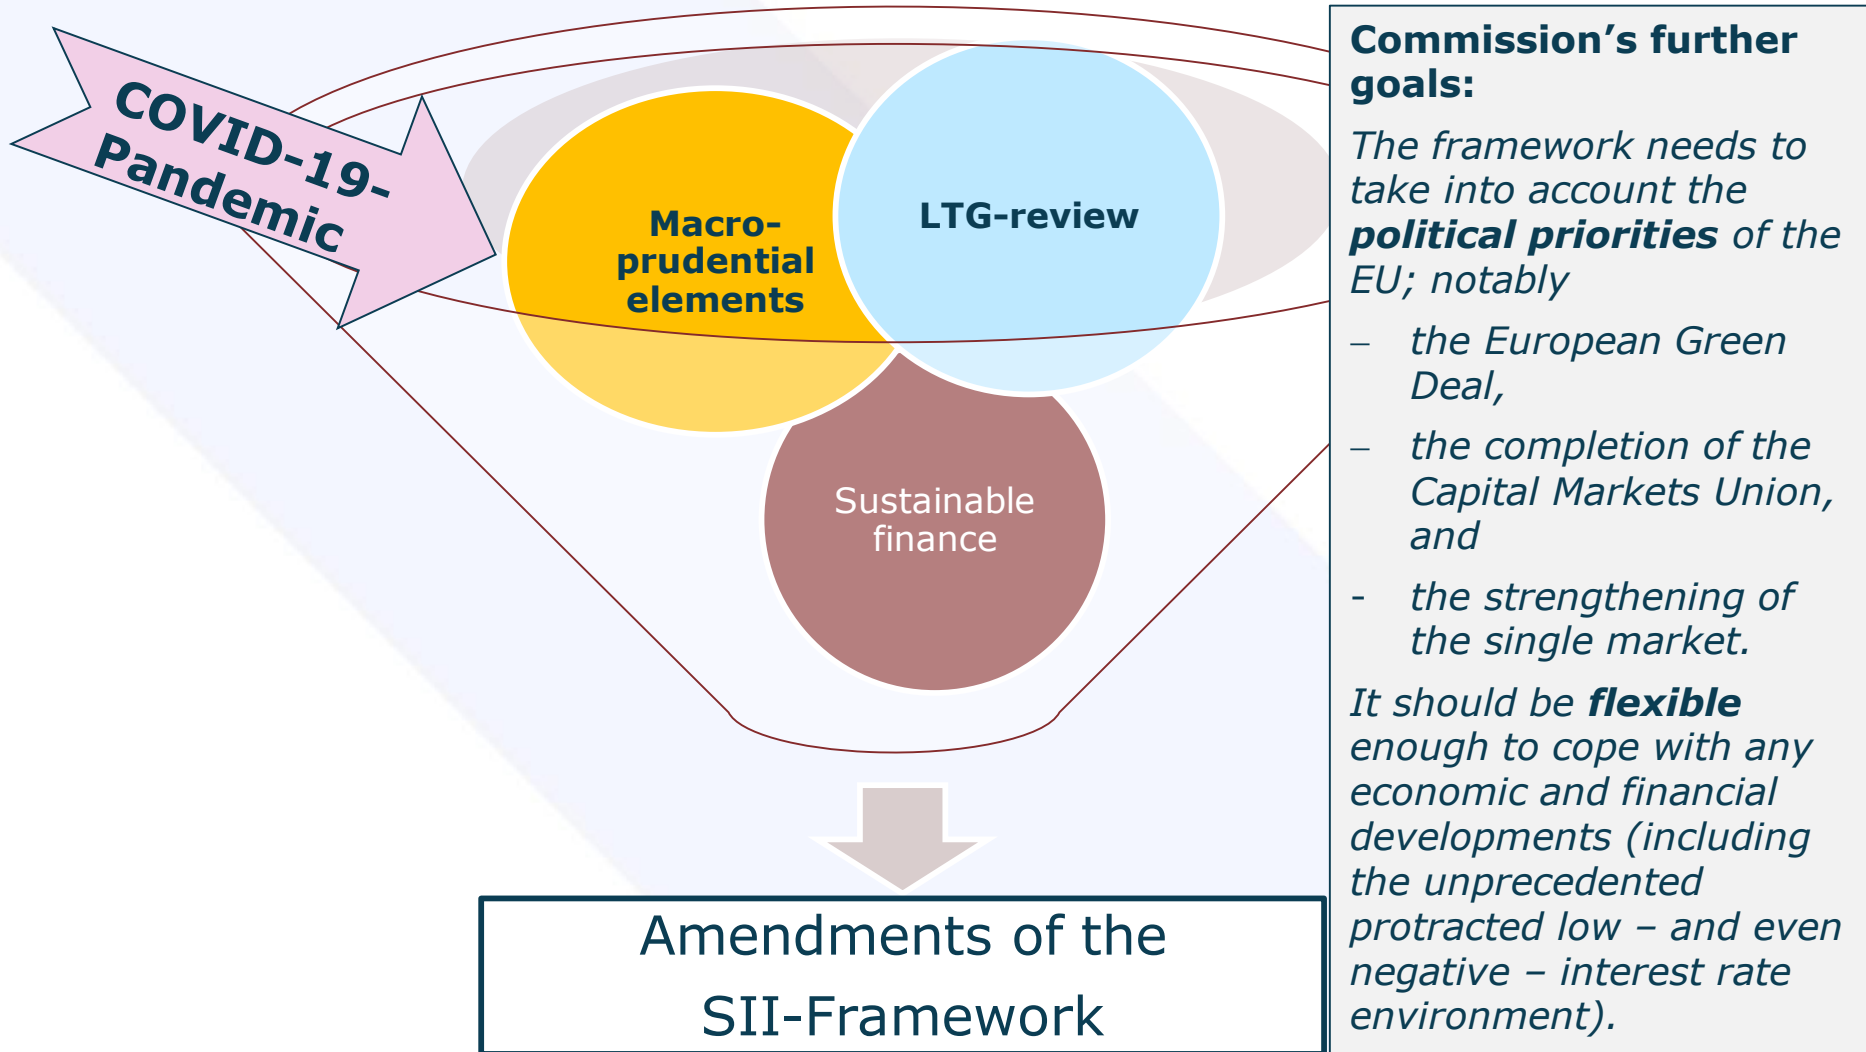 COVID-19-
Pandemic
Macro-
prudential
elements
LTG-review
Sustainable
finance
Amendments of the
SII-Framework
Commission’s further
goals:
The framework needs to
take into account the
political priorities of the
EU; notably
– the European Green
Deal,
– the completion of the
Capital Markets Union,
and
- the strengthening of
the single market.
It should be flexible
enough to cope with any
economic and financial
developments (including
the unprecedented
protracted low – and even
negative – interest rate
environment).